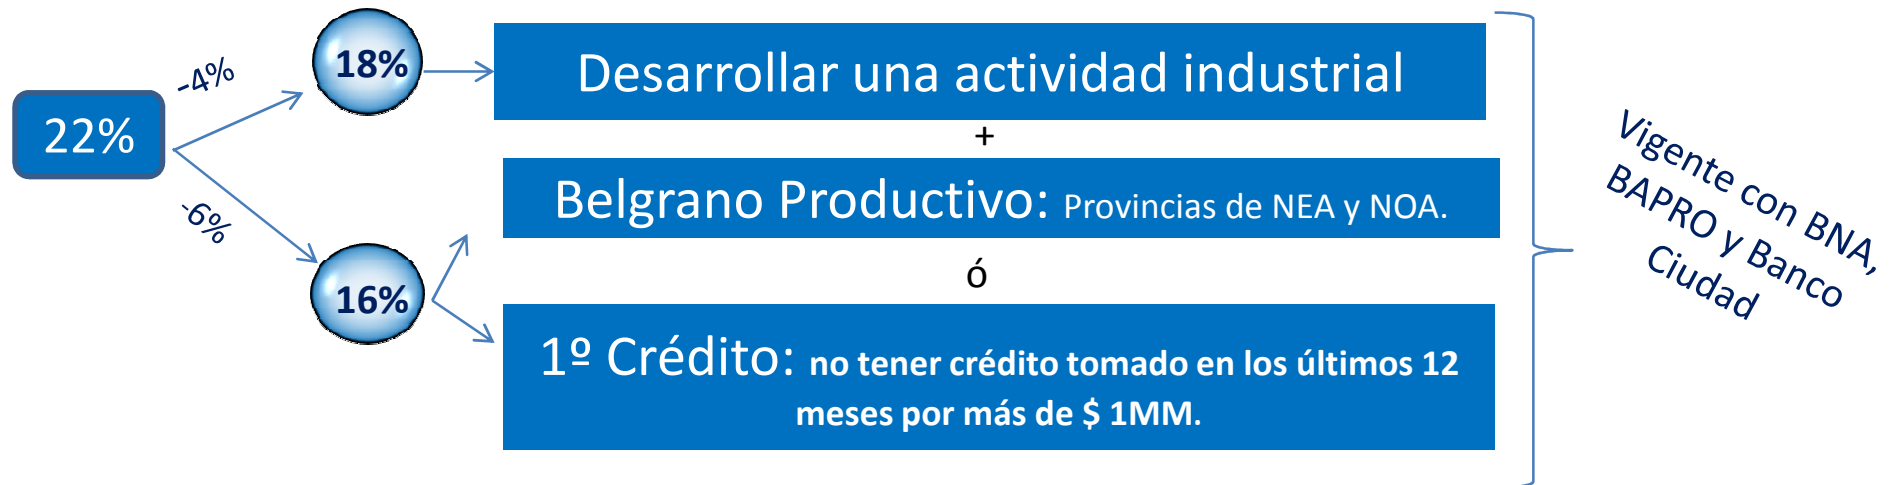 22%
-4%
18%
Desarrollar una actividad industrial
+
Belgrano Productivo: Provincias de NEA y NOA.
-6%
16%
ó
1º Crédito: no tener crédito tomado en los últimos 12
meses por más de $ 1MM.
Vigente con BNA,
BAPRO y Banco
Ciudad